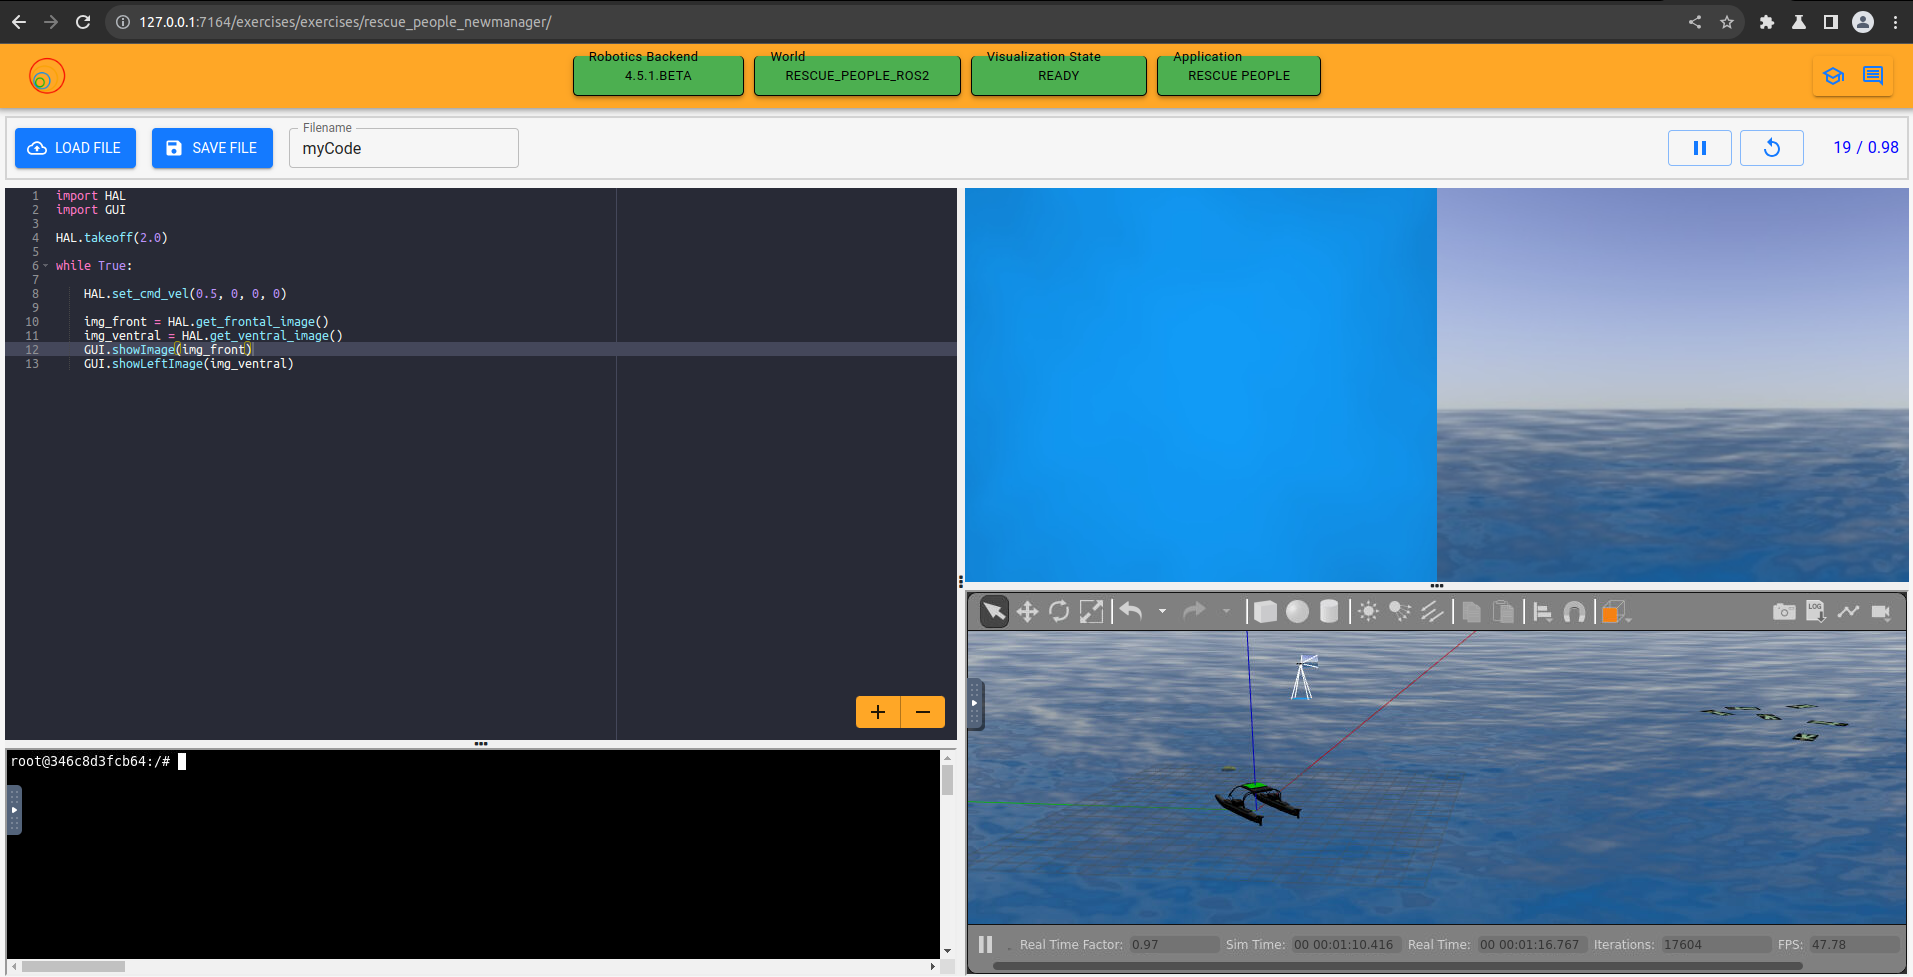 127.0.0.1:7164/exercises/exercises/rescue_people_newmanager/
Robotics Backend
4.5.1.BETA
World
RESCUE_PEOPLE_ROS2
Visualization State
READY
Application
RESCUE PEOPLE
LOAD FILE
SAVE FILE
Filename
myCode
19 / 0.98
1 import HAL
2 import GUI
3
4 HAL.takeoff(2.0)
5
6 while True:
7
8 HAL.set_cmd_vel(0.5, 0, 0, 0)
9
10 img_front = HAL.get_frontal_image()
11 img_ventral = HAL.get_ventral_image()
12 GUI.showImage(img_front)
13 GUI.showLeftImage(img_ventral)
+ −
LOG
root@346c8d3fcb64:/#
Real Time Factor: 0.97 Sim Time: 00 00:01:10.416 Real Time: 00 00:01:16.767 Iterations: 17604 FPS: 47.78